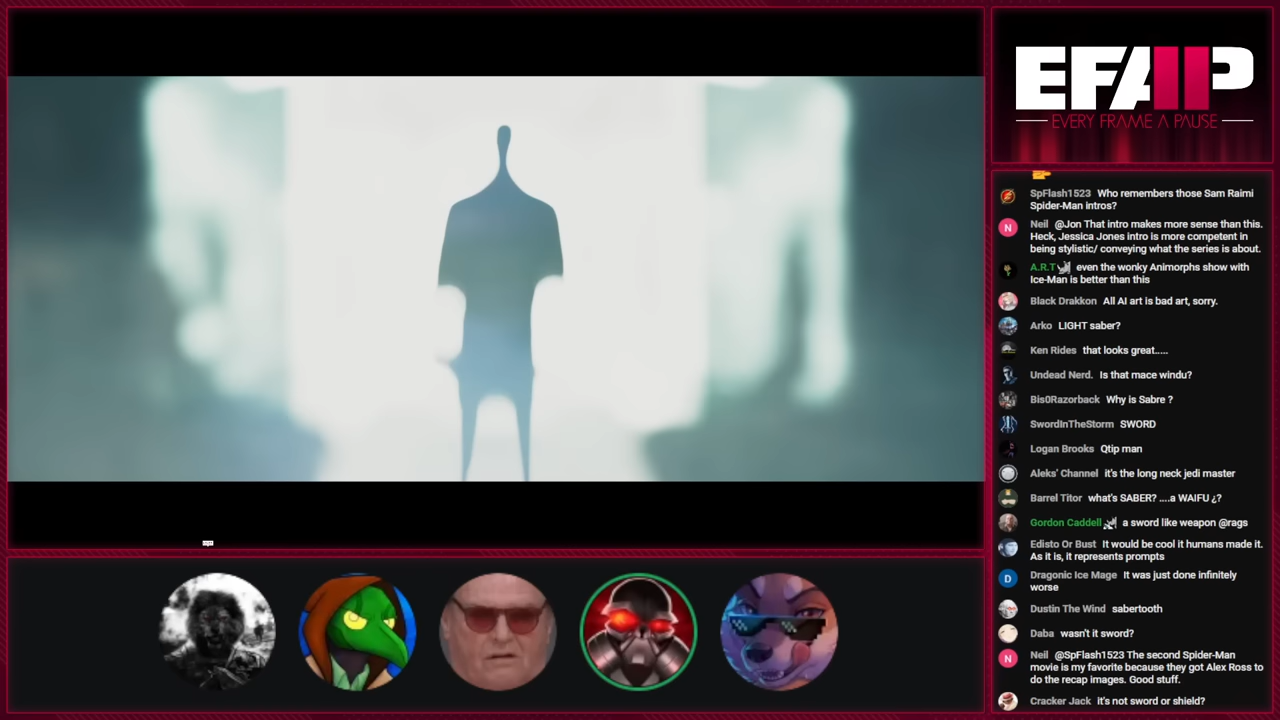 EFAP
EVERY FRAME A PAUSE
SpFlash1523 Who remembers those Sam Raimi
Spider-Man intros?
N
Neil @Jon That intro makes more sense than this.
Heck, Jessica Jones intro is more competent in
being stylistic/ conveying what the series is about.
A.R.T even the wonky Animorphs show with
Ice-Man is better than this
Black Drakkon All AI art is bad art, sorry.
Arko LIGHT saber?
Ken Rides that looks great.....
Undead Nerd. Is that mace windu?
Bis0Razorback Why is Sabre ?
SwordInTheStorm SWORD
Logan Brooks Qtip man
Aleks' Channel it's the long neck jedi master
Barrel Titor what's SABER? ....a WAIFU ¿?
Gordon Caddell a sword like weapon @rags
Edisto Or Bust It would be cool it humans made it.
As it is, it represents prompts
D
Dragonic Ice Mage It was just done infinitely
worse
Dustin The Wind sabertooth
Daba wasn't it sword?
N
Neil @SpFlash1523 The second Spider-Man
movie is my favorite because they got Alex Ross to
do the recap images. Good stuff.
Cracker Jack it's not sword or shield?